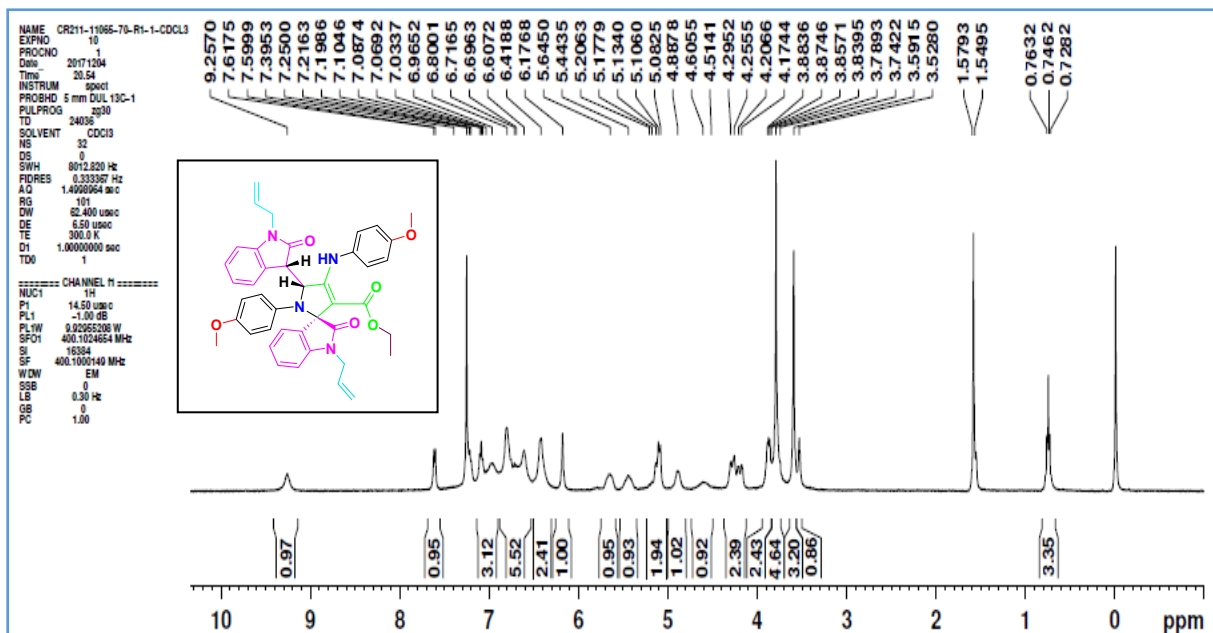 NAME CR211-11065-70-R1-1-CDCL3
EXPNO 10
PROCNO 1
Date_ 20171204
Time 20.54
INSTRUM spect
PROBHD 5 mm DUL 13C-1
PULPROG zg30
TD 24036
SOLVENT CDCl3
NS 32
DS 0
SWH 8012.820 Hz
FIDRES 0.333367 Hz
AQ 1.4998964 sec
RG 101
DW 62.400 usec
DE 6.50 usec
TE 300.0 K
D1 1.00000000 sec
TD0 1
======== CHANNEL f1 ========
NUC1 1H
P1 14.50 usec
PL1 -1.00 dB
PL1W 9.92955208 W
SFO1 400.1024654 MHz
SI 16384
SF 400.1000149 MHz
WDW EM
SSB 0
LB 0.30 Hz
GB 0
PC 1.00
9.2570
7.6175
7.5999
7.3953
7.2500
7.2163
7.1986
7.1046
7.0874
7.0692
7.0337
6.9652
6.8001
6.7165
6.6963
6.6072
6.4188
6.1768
5.6450
5.4435
5.2063
5.1779
5.1340
5.1060
5.0825
4.8878
4.6055
4.5141
4.2952
4.2555
4.2066
4.1744
3.8836
3.8746
3.8571
3.8395
3.7893
3.7422
3.5915
3.5280
1.5793
1.5495
0.7632
0.7462
0.7282
N
O
H
HN
O
H
N
O
O
O
O
N
0.97
0.95
3.12
5.52
2.41
1.00
0.95
0.93
1.94
1.02
0.92
2.39
2.43
4.64
3.20
0.86
3.35
10 9 8 7 6 5 4 3 2 1 0 ppm